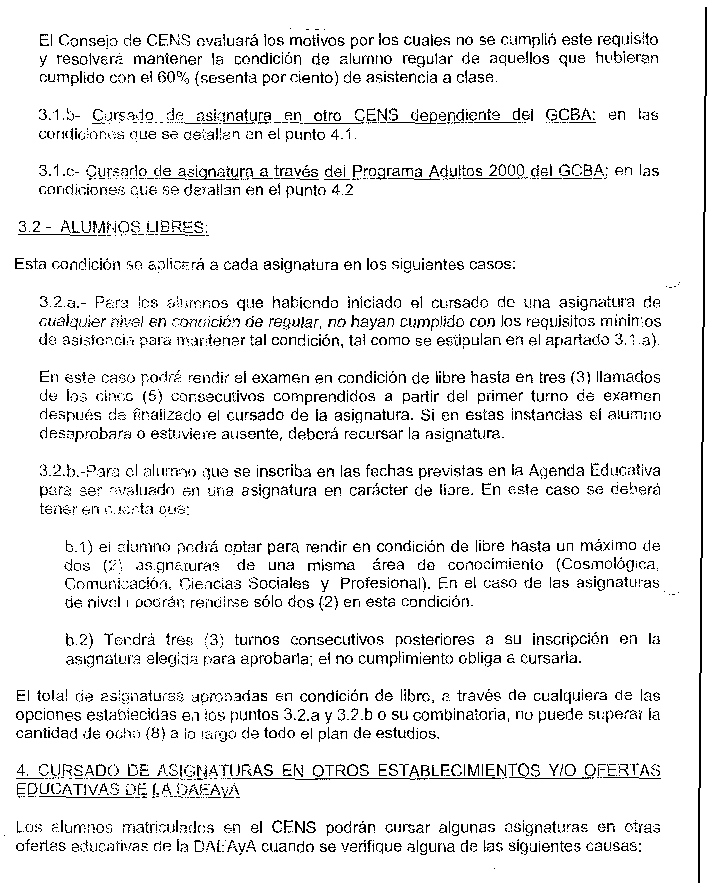 El Consejo de CENS evaluará los motivos por los cuales no se cumplió este requisito
y resolverá mantener la condición de alumno regular de aquellos que hubieran
cumplido con el 60% (sesenta por ciento) de asistencia a clase.
3.1.b- Cursado de asignatura en otro CENS dependiente del GCBA: en las
condiciones que se detallan en el punto 4.1.
3.1.c- Cursado de asignatura a través del Programa Adultos 2000 del GCBA: en las
condiciones que se detallan en el punto 4.2
3.2 - ALUMNOS LIBRES:
Esta condición se aplicará a cada asignatura en los siguientes casos:
3.2.a.- Para los alumnos que habiendo iniciado el cursado de una asignatura de
cualquier nivel en condición de regular, no hayan cumplido con los requisitos mínimos
de asistencia para mantener tal condición, tal como se estipulan en el apartado 3.1.a).
En este caso podrá rendir el examen en condición de libre hasta en tres (3) llamados
de los cinco (5) consecutivos comprendidos a partir del primer turno de examen
después de finalizado el cursado de la asignatura. Si en estas instancias el alumno
desaprobara o estuviere ausente, deberá recursar la asignatura.
3.2.b.-Para el alumno que se inscriba en las fechas previstas en la Agenda Educativa
para ser evaluado en una asignatura en carácter de libre. En este caso se deberá
tener en cuenta que:
b.1) el alumno podrá optar para rendir en condición de libre hasta un máximo de
dos (2) asignaturas de una misma área de conocimiento (Cosmológica,
Comunicación, Ciencias Sociales y Profesional). En el caso de las asignaturas
de nivel I podrán rendirse sólo dos (2) en esta condición.
b.2) Tendrá tres (3) turnos consecutivos posteriores a su inscripción en la
asignatura elegida para aprobarla; el no cumplimiento obliga a cursarla.
El total de asignaturas aprobadas en condición de libre, a través de cualquiera de las
opciones establecidas en los puntos 3.2.a y 3.2.b o su combinatoria, no puede superar la
cantidad de ocho (8) a lo largo de todo el plan de estudios.
4. CURSADO DE ASIGNATURAS EN OTROS ESTABLECIMIENTOS Y/O OFERTAS
EDUCATIVAS DE LA DAEAyA
Los alumnos matriculados en el CENS podrán cursar algunas asignaturas en otras
ofertas educativas de la DAEAyA cuando se verifique alguna de las siguientes causas: